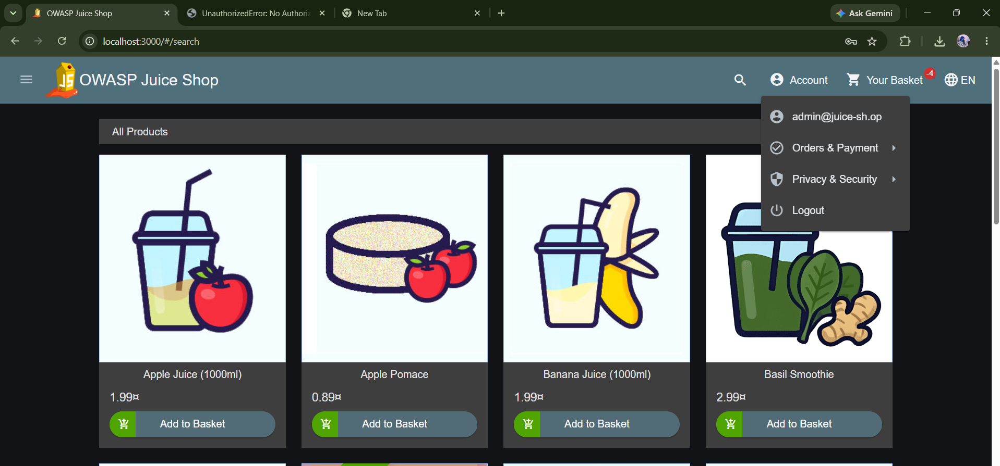 OWASP Juice Shop
UnauthorizedError: No Authoriz
New Tab
Ask Gemini
localhost:3000/#/search
JS
OWASP Juice Shop
Account
Your Basket
-4
EN
admin@juice-sh.op
Orders & Payment
Privacy & Security
Logout
All Products
Apple Juice (1000ml)
Apple Pomace
Banana Juice (1000ml)
Basil Smoothie
1.99¤
0.89¤
1.99¤
2.99¤
Add to Basket
Add to Basket
Add to Basket
Add to Basket